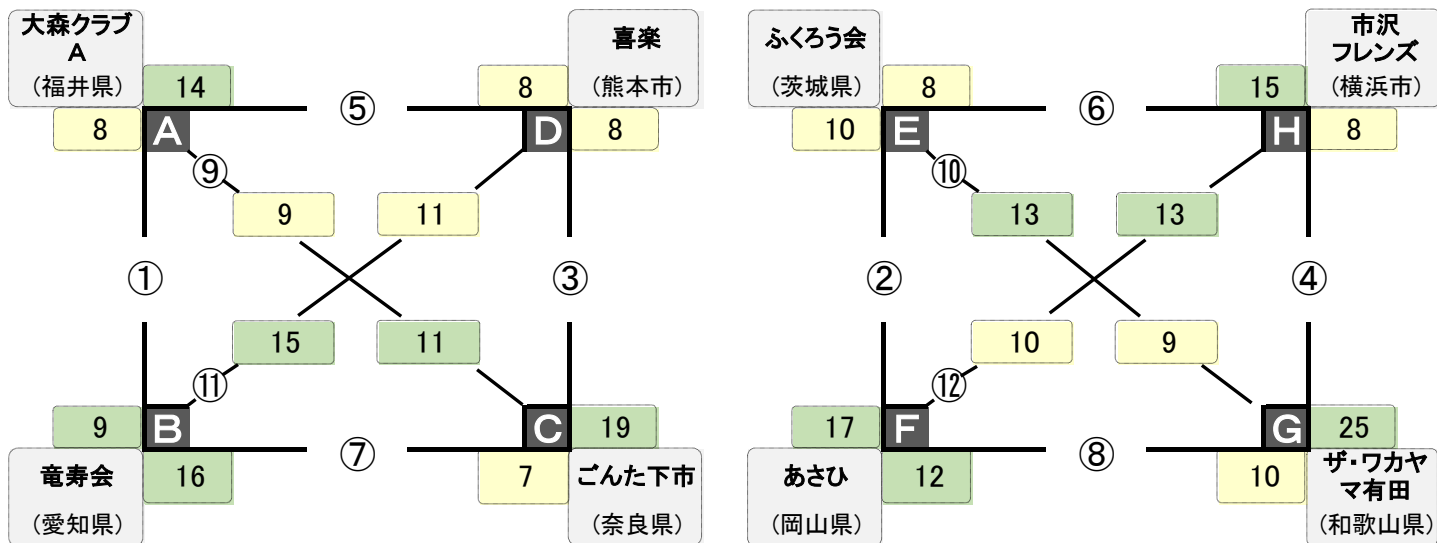 大森クラブ
A
(福井県)
14
8
⑤
喜楽
(熊本市)
8
8
A
D
⑨
9
11
①
③
15
11
⑪
B
C
9
19
竜寿会
(愛知県)
16
⑦
7
ごんた下市
(奈良県)
ふくろう会
(茨城県)
8
10
⑥
市沢
フレンズ
(横浜市)
15
8
E
H
⑩
13
13
②
④
10
9
⑫
F
G
17
25
あさひ
(岡山県)
12
⑧
10
ザ・ワカヤ
マ有田
(和歌山県)